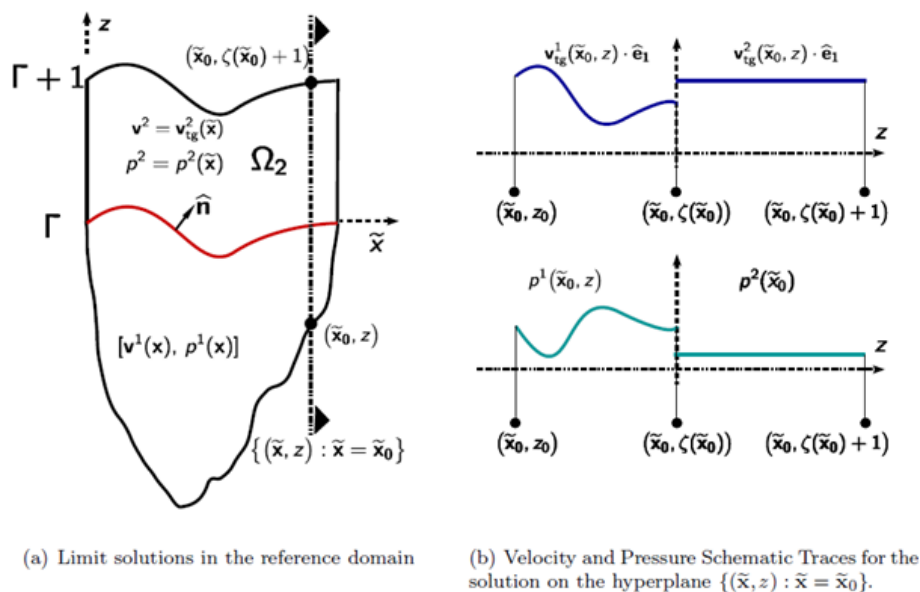 z
Γ + 1
(x̃₀, ζ(x̃₀) + 1)
v² = v²_tg(x̃)
p² = p²(x̃)
Ω₂
Γ
n̂
x̃
[v¹(x), p¹(x)]
(x̃₀, z)
{(x̃, z) : x̃ = x̃₀}
(a) Limit solutions in the reference domain
v¹_tg(x̃₀, z) · ê₁
v²_tg(x̃₀, z) · ê₁
z
(x̃₀, z₀)
(x̃₀, ζ(x̃₀))
(x̃₀, ζ(x̃₀) + 1)
p¹(x̃₀, z)
p²(x̃₀)
z
(x̃₀, z₀)
(x̃₀, ζ(x̃₀))
(x̃₀, ζ(x̃₀) + 1)
(b) Velocity and Pressure Schematic Traces for the
solution on the hyperplane {(x̃, z) : x̃ = x̃₀}.